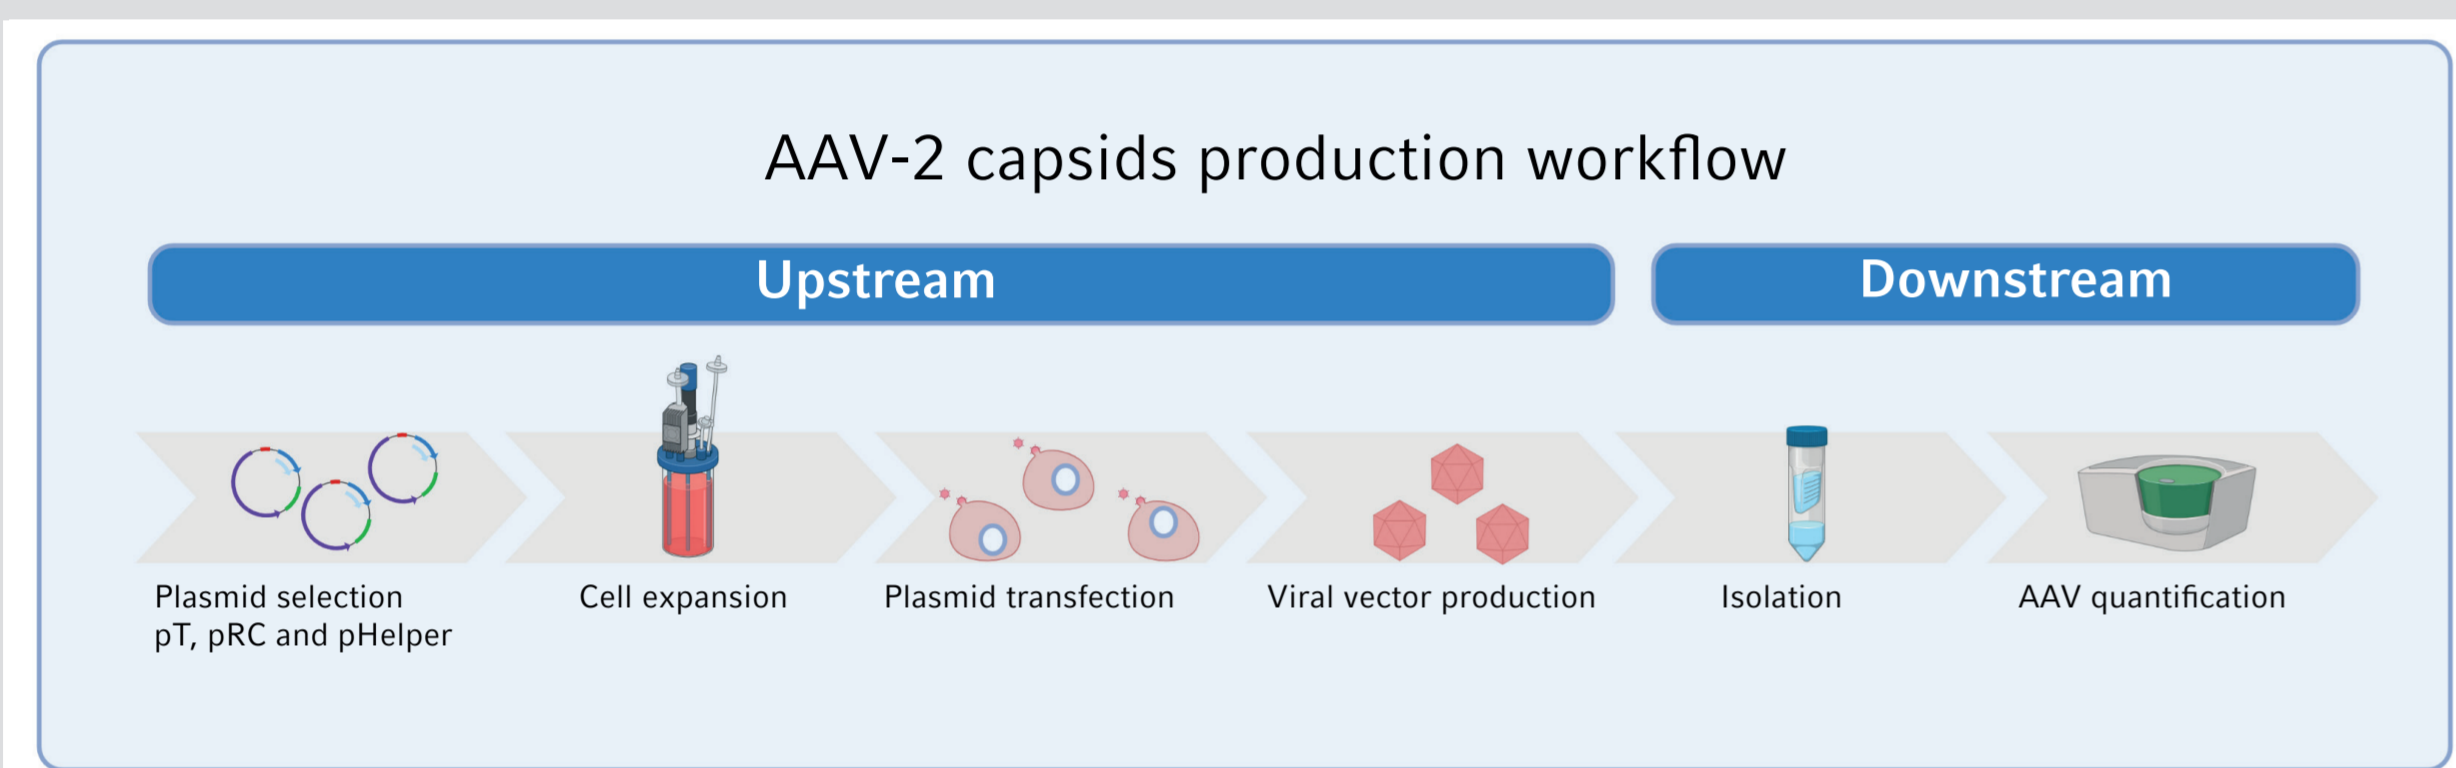 AAV-2 capsids production workflow
Upstream
Downstream
Plasmid selection
pT, pRC and pHelper
Cell expansion
Plasmid transfection
Viral vector production
Isolation
AAV quantification